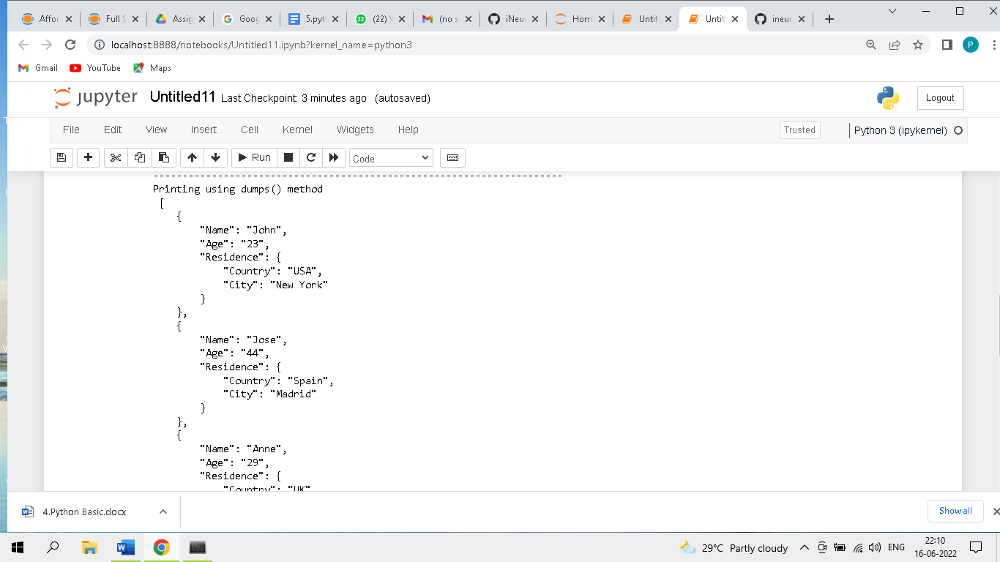 Affor
Full S
Assig
Goog
5.pyt
(22) 
(no s
iNeur
Hom
Untit
Untit
ineur
localhost:8888/notebooks/Untitled11.ipynb?kernel_name=python3
P
Gmail YouTube Maps
jupyter Untitled11 Last Checkpoint: 3 minutes ago (autosaved)
Logout
File Edit View Insert Cell Kernel Widgets Help
Trusted
Python 3 (ipykernel)
Run
Code
----------------------------------------------------------------------
Printing using dumps() method
[
{
"Name": "John",
"Age": "23",
"Residence": {
"Country": "USA",
"City": "New York"
}
},
{
"Name": "Jose",
"Age": "44",
"Residence": {
"Country": "Spain",
"City": "Madrid"
}
},
{
"Name": "Anne",
"Age": "29",
"Residence": {
"Country": "UK"
4.Python Basic.docx
Show all
29°C Partly cloudy
ENG
22:10
16-06-2022